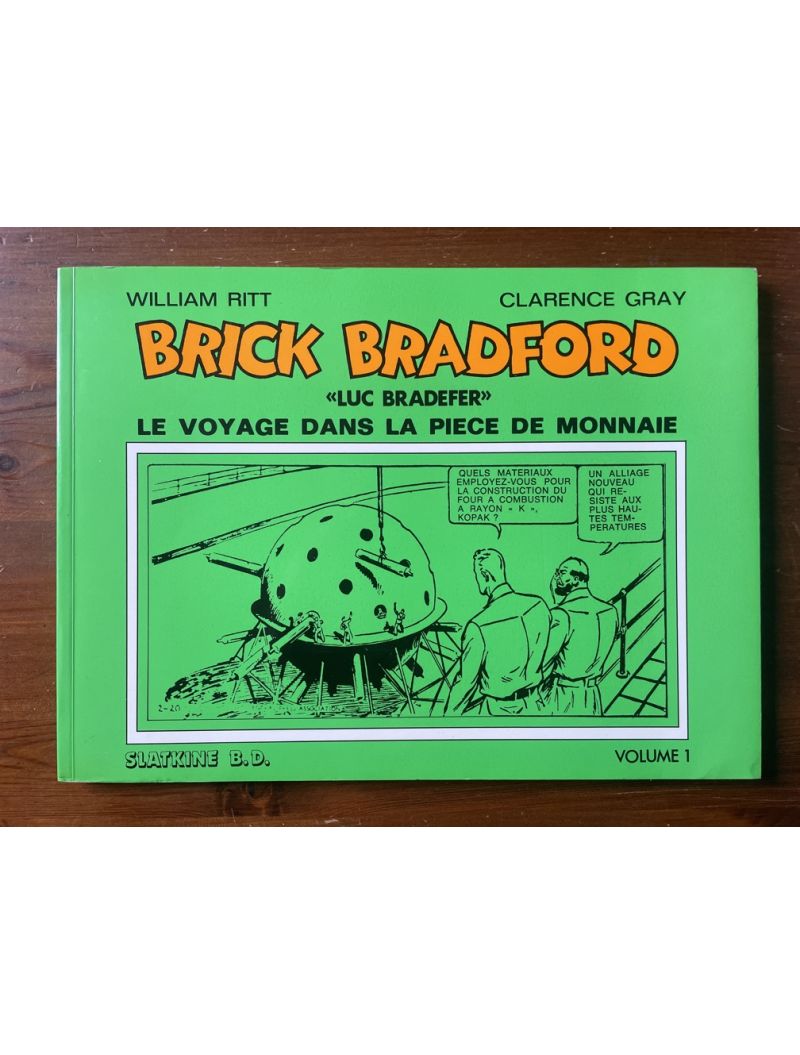 WILLIAM RITT
CLARENCE GRAY
BRICK BRADFORD
«LUC BRADEFER»
LE VOYAGE DANS LA PIECE DE MONNAIE
QUELS MATERIAUX
EMPLOYEZ-VOUS POUR
LA CONSTRUCTION DU
FOUR A COMBUSTION
A RAYON « K »,
KOPAK ?
UN ALLIAGE
NOUVEAU
QUI RE-
SISTE AUX
PLUS HAU-
TES TEM-
PERATURES
2-20
ASSOCIATION
SLATKINE B.D.
VOLUME 1